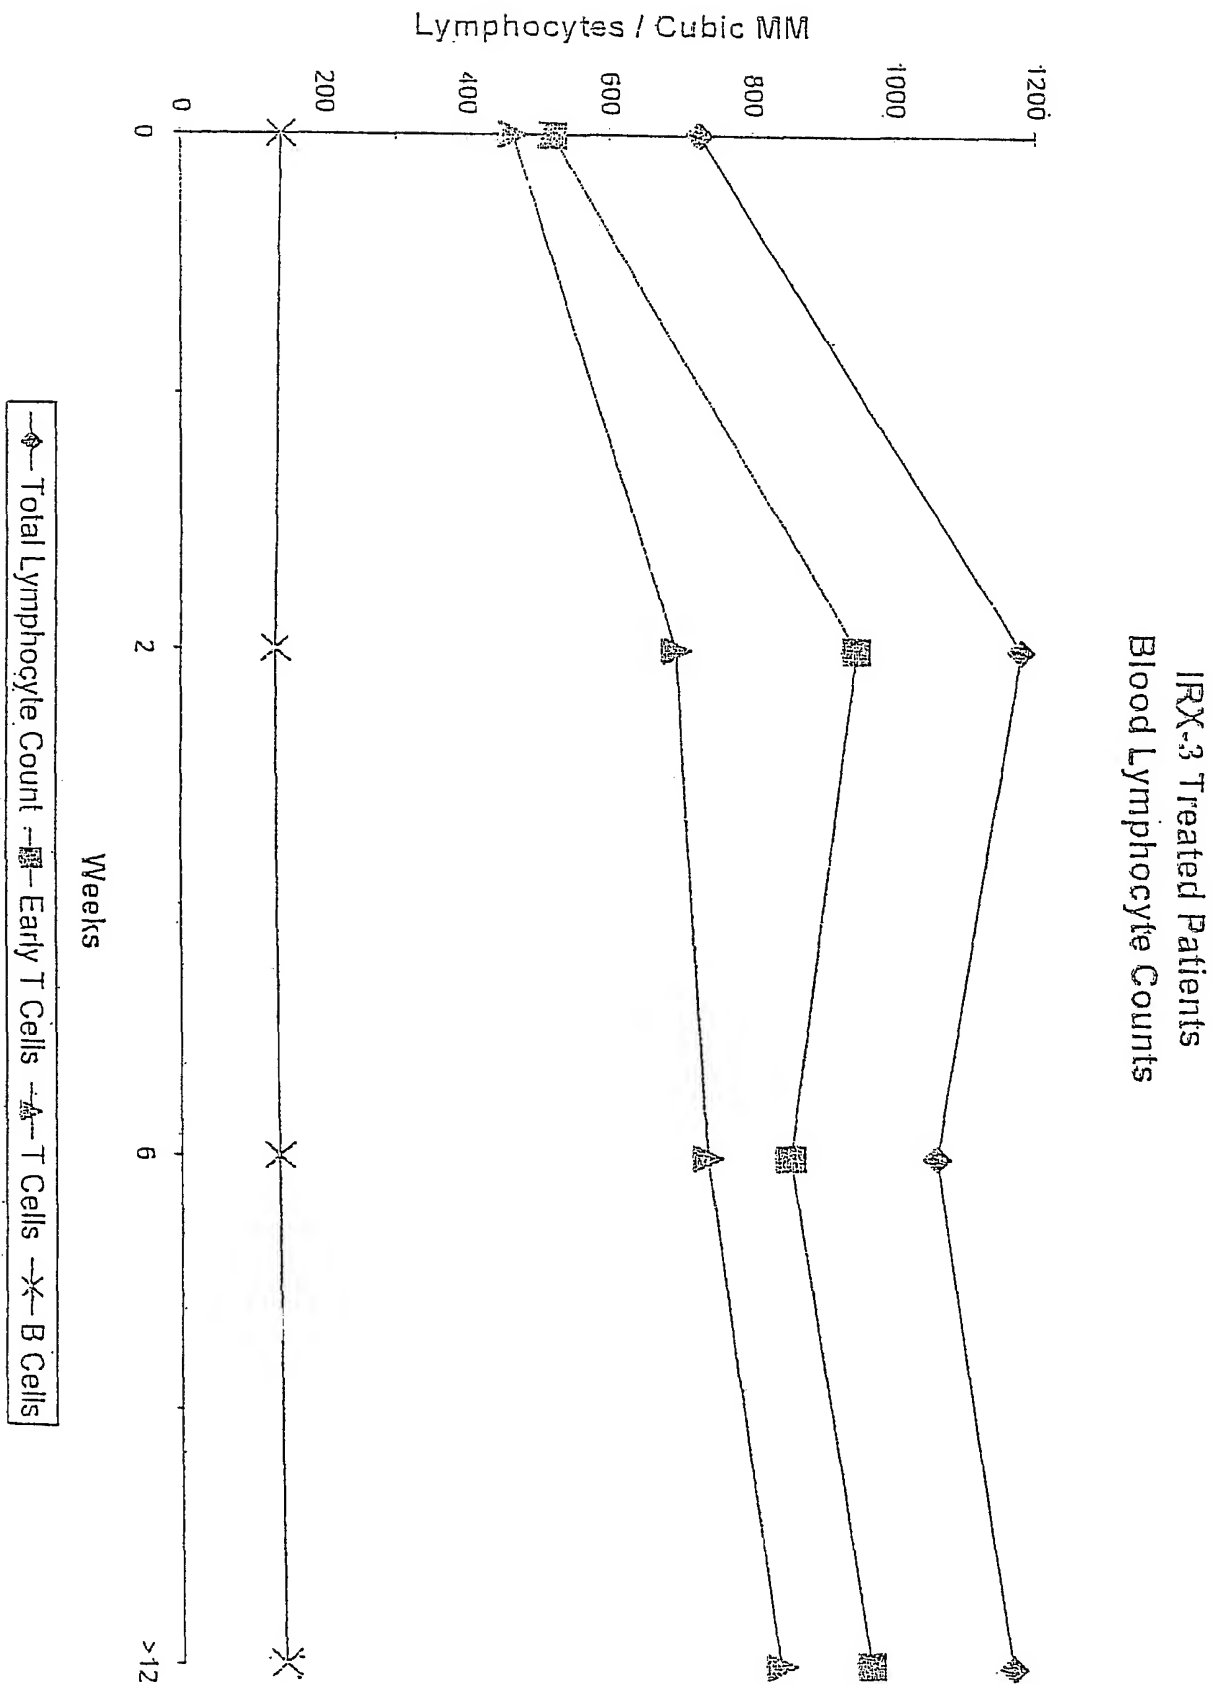 IRX-3 Treated Patients
Blood Lymphocyte Counts
Lymphocytes / Cubic MM
1200
1000
800
600
400
200
0
0
2
6
>12
Weeks
Total Lymphocyte Count Early T Cells T Cells B Cells